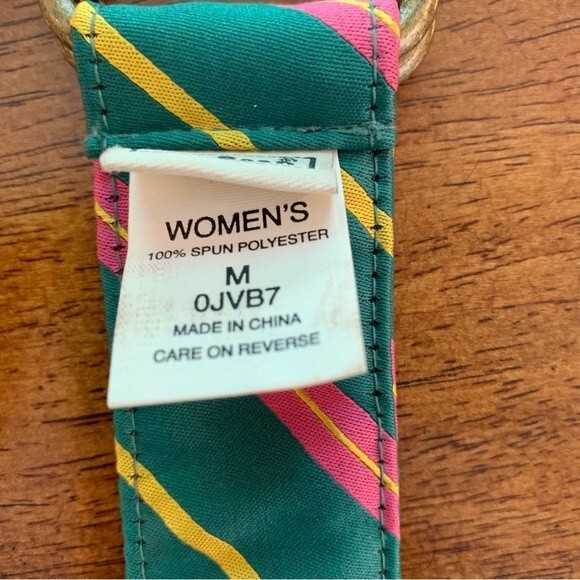 WOMEN'S
100% SPUN POLYESTER
M
0JVB7
MADE IN CHINA
CARE ON REVERSE